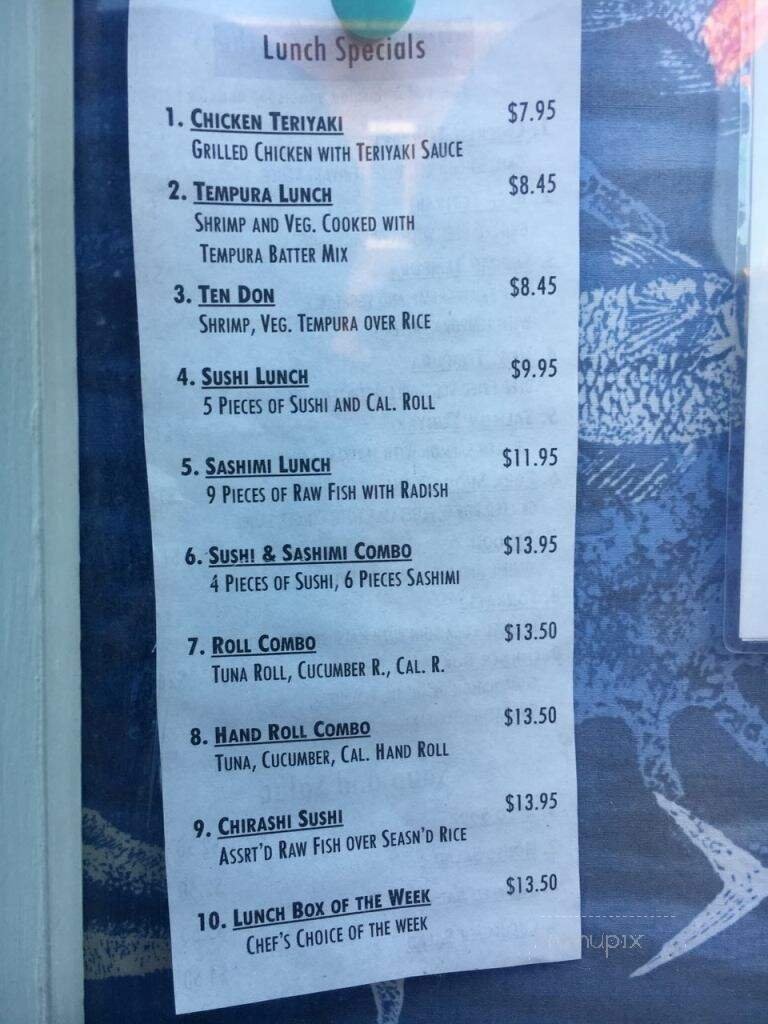 Lunch Specials
1. CHICKEN TERIYAKI $7.95
GRILLED CHICKEN WITH TERIYAKI SAUCE
2. TEMPURA LUNCH $8.45
SHRIMP AND VEG. COOKED WITH
TEMPURA BATTER MIX
3. TEN DON $8.45
SHRIMP, VEG. TEMPURA OVER RICE
4. SUSHI LUNCH $9.95
5 PIECES OF SUSHI AND CAL. ROLL
5. SASHIMI LUNCH $11.95
9 PIECES OF RAW FISH WITH RADISH
6. SUSHI & SASHIMI COMBO $13.95
4 PIECES OF SUSHI, 6 PIECES SASHIMI
7. ROLL COMBO $13.50
TUNA ROLL, CUCUMBER R., CAL. R.
8. HAND ROLL COMBO $13.50
TUNA, CUCUMBER, CAL. HAND ROLL
9. CHIRASHI SUSHI $13.95
ASSRT'D RAW FISH OVER SEASN'D RICE
10. LUNCH BOX OF THE WEEK $13.50
CHEF'S CHOICE OF THE WEEK
menupix